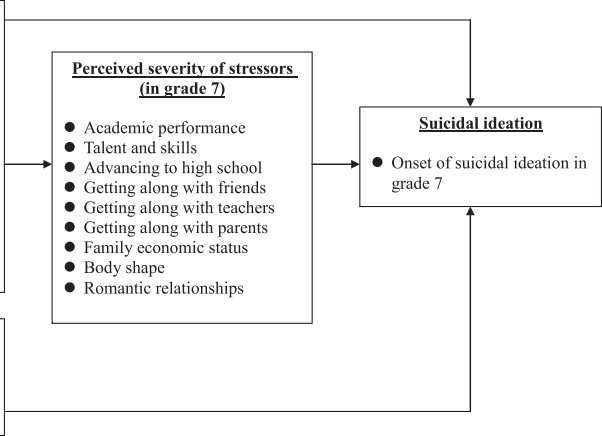 Perceived severity of stressors
(in grade 7)
● Academic performance
● Talent and skills
● Advancing to high school
● Getting along with friends
● Getting along with teachers
● Getting along with parents
● Family economic status
● Body shape
● Romantic relationships
Suicidal ideation
● Onset of suicidal ideation in
grade 7